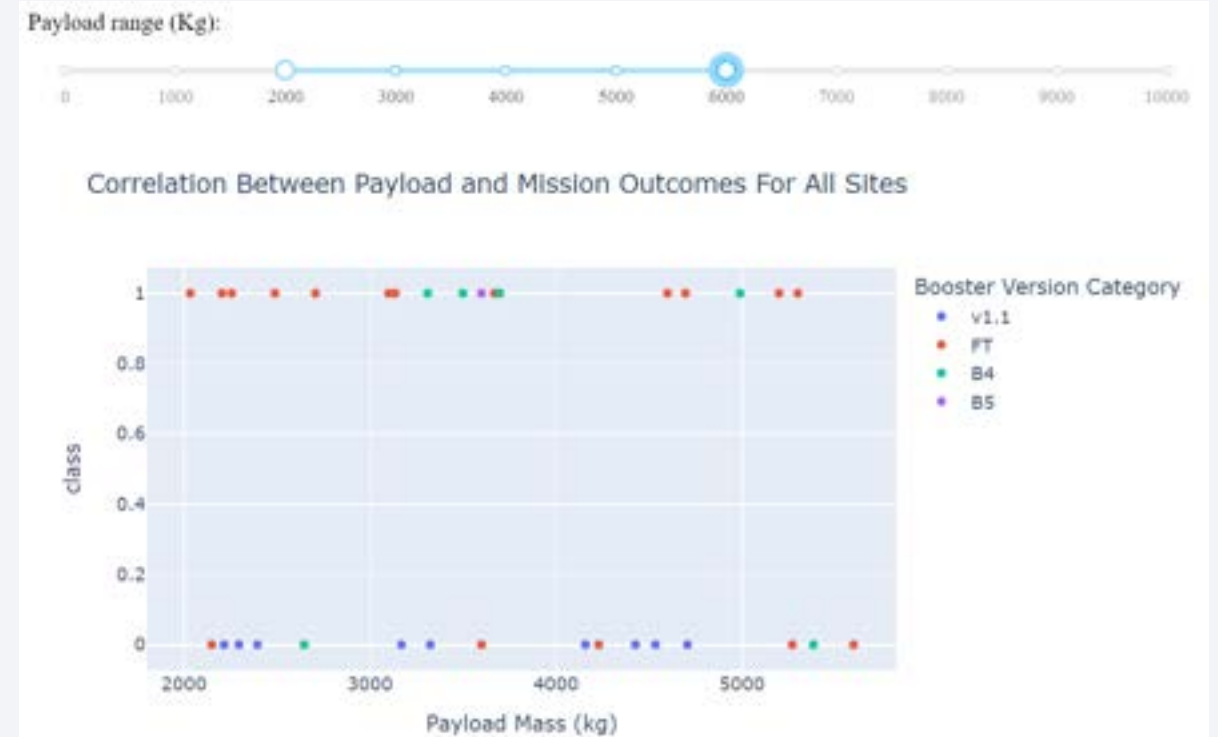 Payload range (Kg):
0 1000 2000 3000 4000 5000 6000 7000 8000 9000 10000
Correlation Between Payload and Mission Outcomes For All Sites
Booster Version Category
v1.1
FT
B4
B5
class
1
0.8
0.6
0.4
0.2
0
2000 3000 4000 5000
Payload Mass (kg)